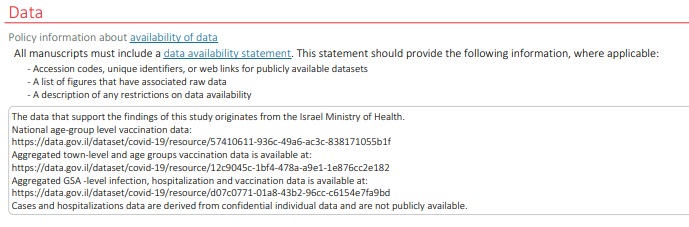 Data
Policy information about availability of data
All manuscripts must include a data availability statement. This statement should provide the following information, where applicable:
- Accession codes, unique identifiers, or web links for publicly available datasets
- A list of figures that have associated raw data
- A description of any restrictions on data availability
The data that support the findings of this study originates from the Israel Ministry of Health.
National age-group level vaccination data:
https://data.gov.il/dataset/covid-19/resource/57410611-936c-49a6-ac3c-838171055b1f
Aggregated town-level and age groups vaccination data is available at:
https://data.gov.il/dataset/covid-19/resource/12c9045c-1bf4-478a-a9e1-1e876cc2e182
Aggregated GSA -level infection, hospitalization and vaccination data is available at:
https://data.gov.il/dataset/covid-19/resource/d07c0771-01a8-43b2-96cc-c6154e7fa9bd
Cases and hospitalizations data are derived from confidential individual data and are not publicly available.